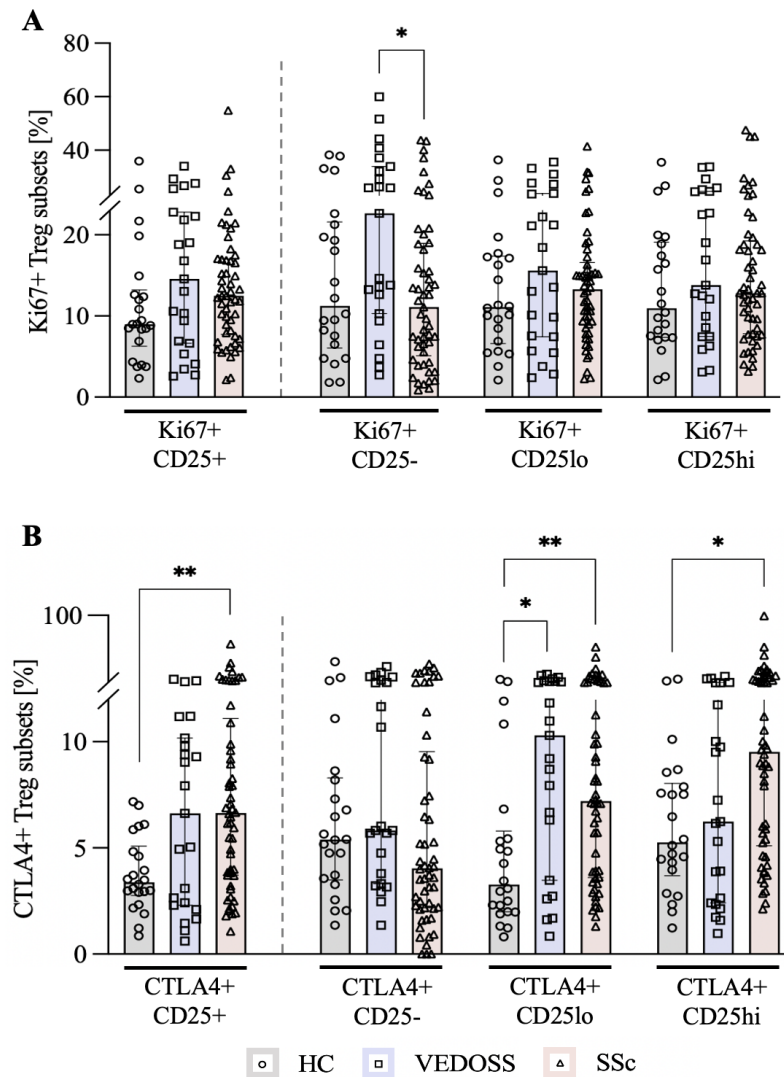 A
Ki67+ Treg subsets [%]
80
60
40
20
10
0
*
Ki67+ Ki67+ Ki67+ Ki67+
CD25+ CD25- CD25lo CD25hi
B
CTLA4+ Treg subsets [%]
100
10
5
0
** * ** *
CTLA4+ CTLA4+ CTLA4+ CTLA4+
CD25+ CD25- CD25lo CD25hi
HC VEDOSS SSc